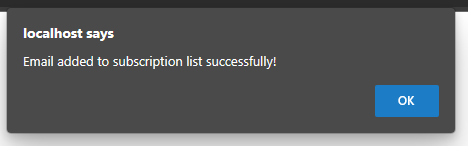 localhost says
Email added to subscription list successfully!
OK